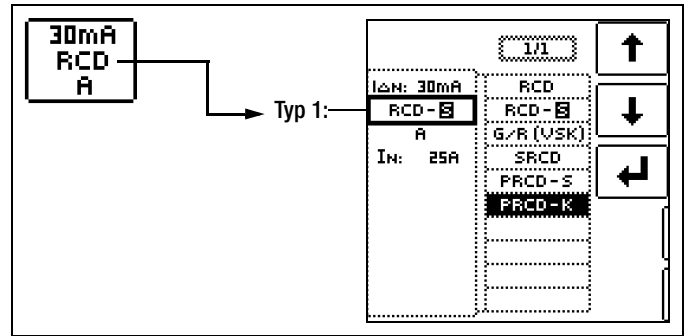 30mA
RCD
A
Typ 1:
1/1
I∆N: 30mA
RCD-S
A
IN: 25A
RCD
RCD-S
G/R (VSK)
SRCD
PRCD-S
PRCD-K